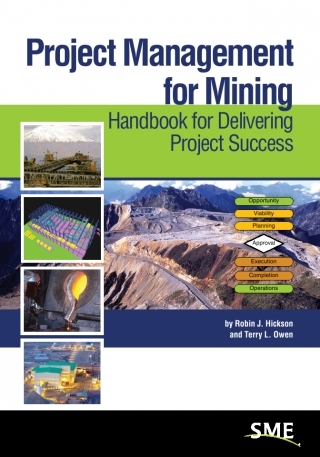 Project Management
for Mining
Handbook for Delivering
Project Success
Opportunity
Viability
Planning
Approval
Execution
Completion
Operations
by Robin J. Hickson
and Terry L. Owen
SME